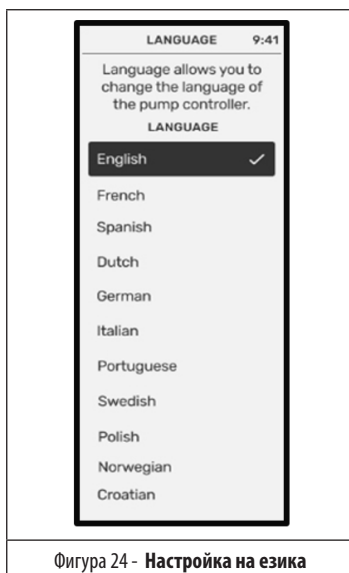 LANGUAGE 9:41
Language allows you to
change the language of
the pump controller.
LANGUAGE
English
French
Spanish
Dutch
German
Italian
Portuguese
Swedish
Polish
Norwegian
Croatian
Фигура 24 - Настройка на езика